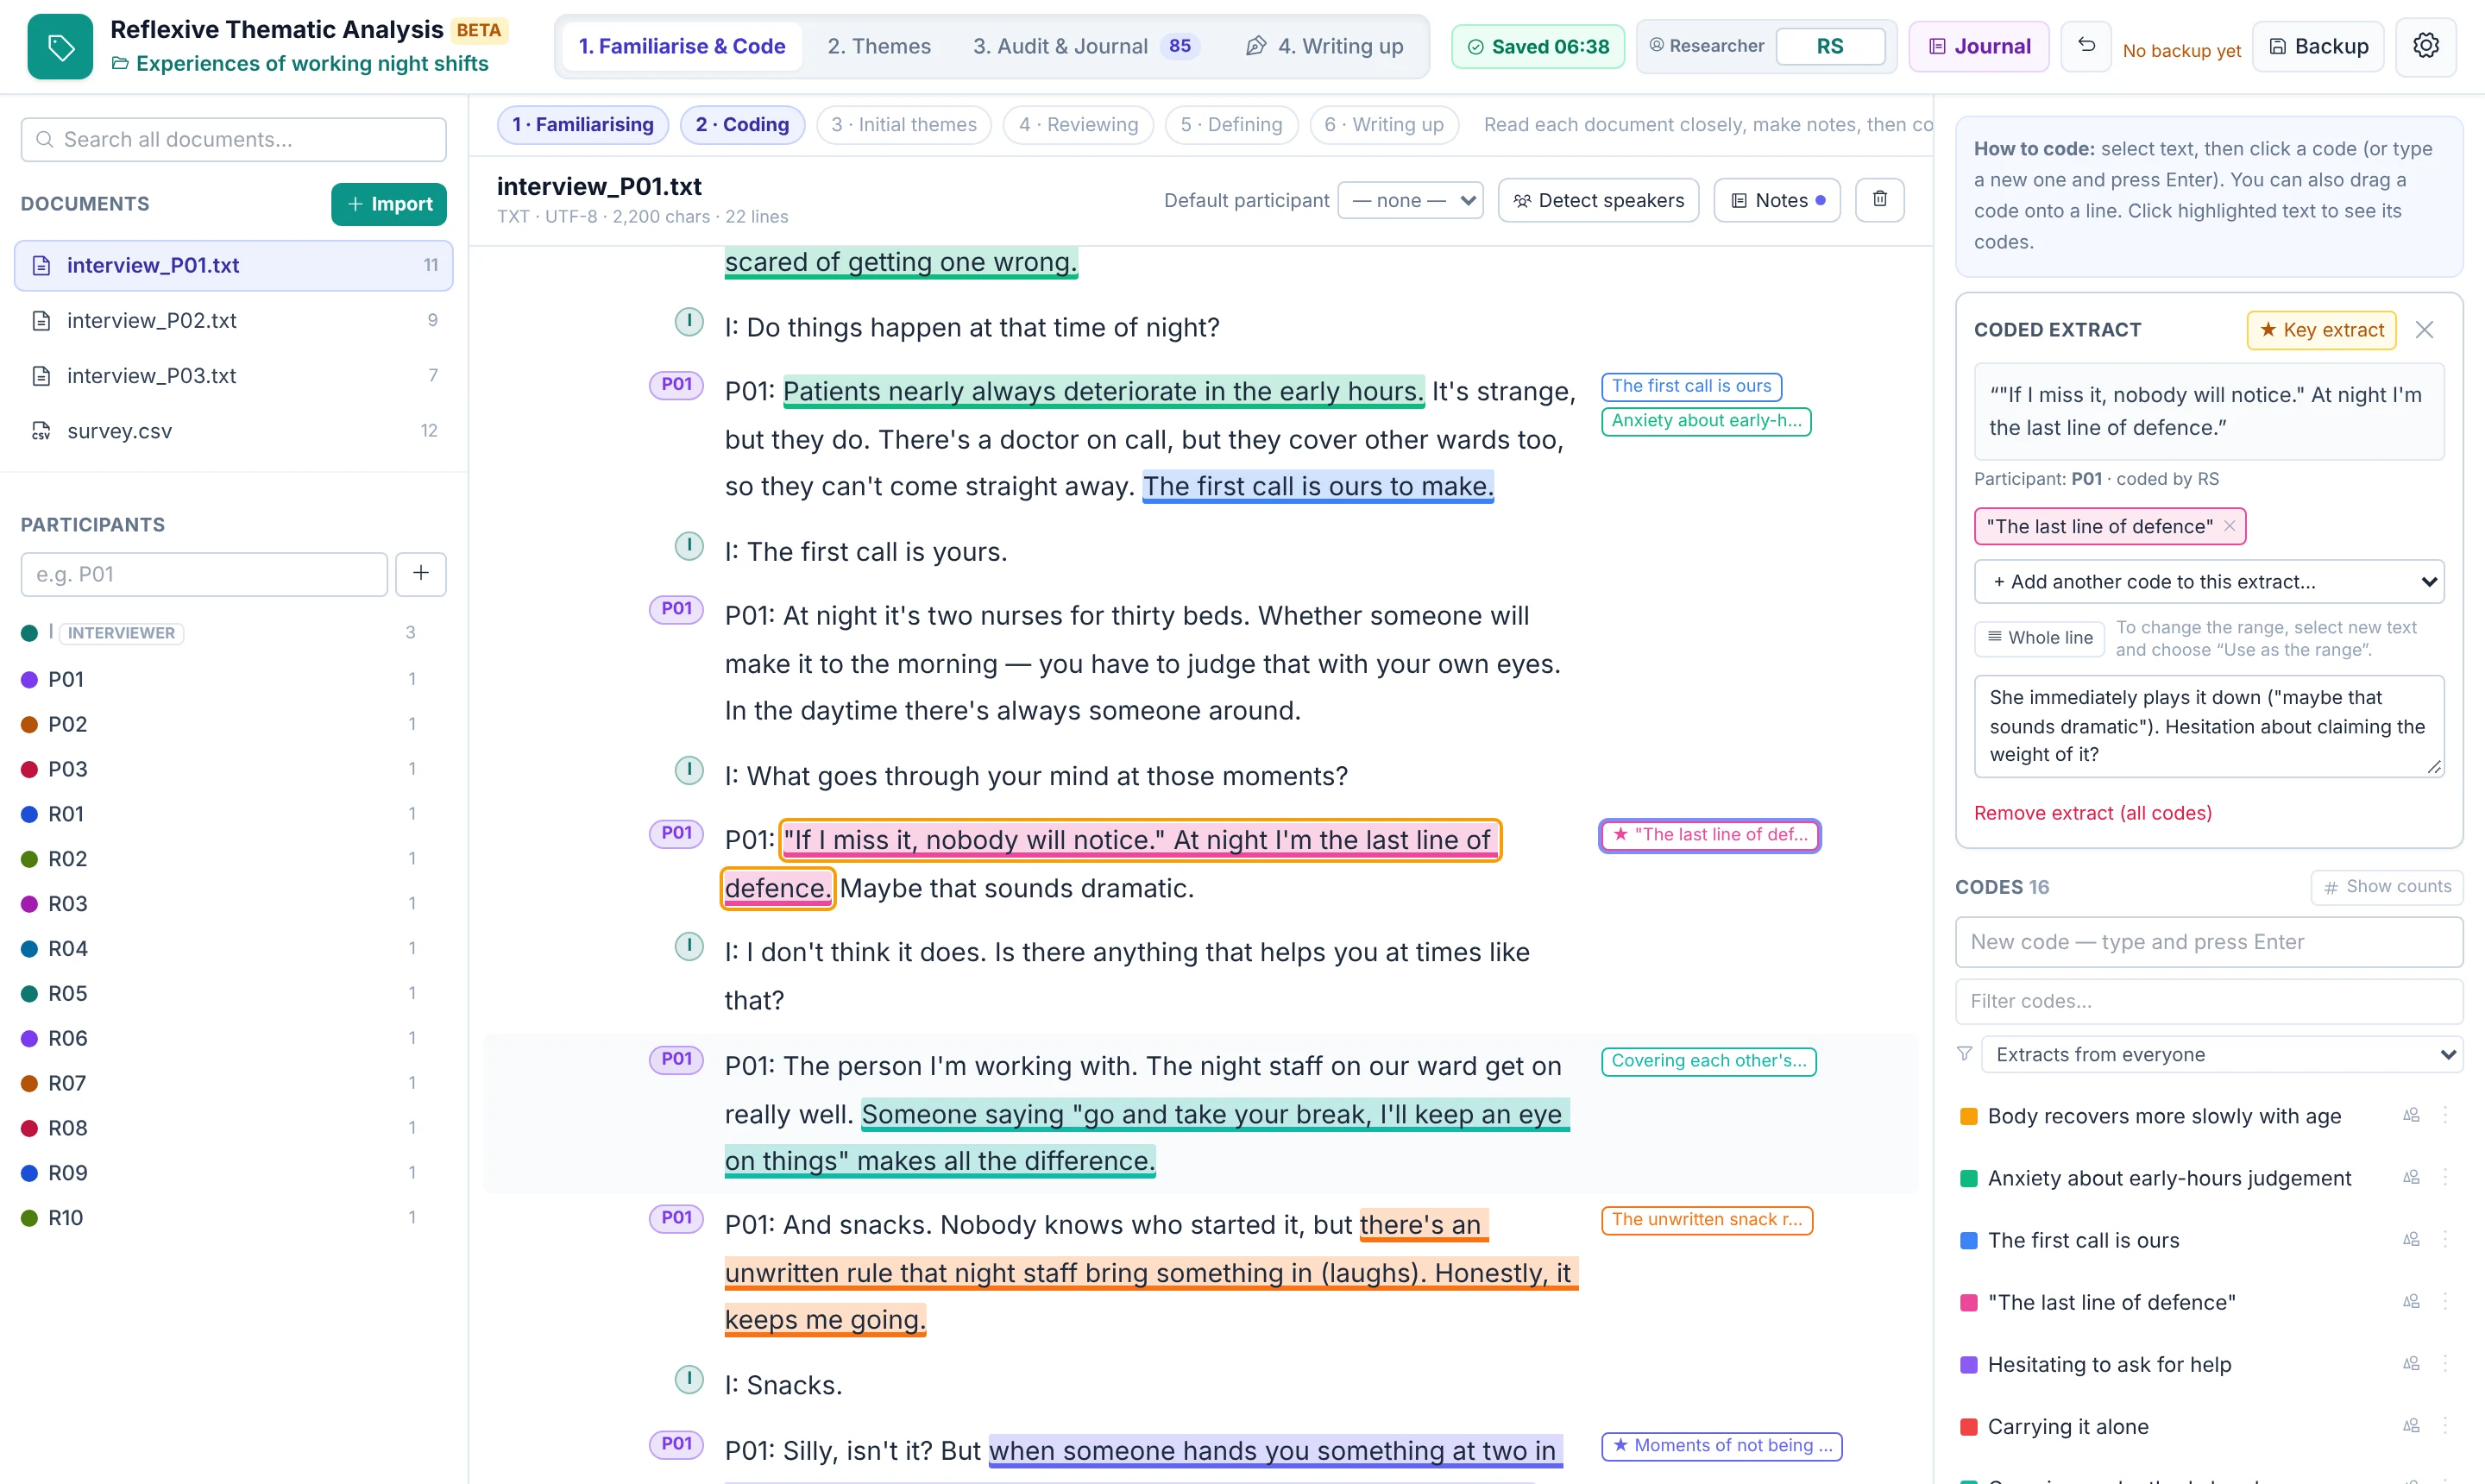 Reflexive Thematic Analysis BETA
Experiences of working night shifts
1. Familiarise & Code
2. Themes
3. Audit & Journal 85
4. Writing up
Saved 06:38
Researcher RS
Journal
No backup yet
Backup
Search all documents...
DOCUMENTS
+ Import
interview_P01.txt 11
interview_P02.txt 9
interview_P03.txt 7
survey.csv 12
PARTICIPANTS
e.g. P01
+
I INTERVIEWER 3
P01 1
P02 1
P03 1
R01 1
R02 1
R03 1
R04 1
R05 1
R06 1
R07 1
R08 1
R09 1
R10 1
1 · Familiarising
2 · Coding
3 · Initial themes
4 · Reviewing
5 · Defining
6 · Writing up
Read each document closely, make notes, then co
interview_P01.txt
TXT · UTF-8 · 2,200 chars · 22 lines
Default participant — none —
Detect speakers
Notes
scared of getting one wrong.
I I: Do things happen at that time of night?
P01 P01: Patients nearly always deteriorate in the early hours. It's strange,
but they do. There's a doctor on call, but they cover other wards too,
so they can't come straight away. The first call is ours to make.
The first call is ours
Anxiety about early-h...
I I: The first call is yours.
P01 P01: At night it's two nurses for thirty beds. Whether someone will
make it to the morning — you have to judge that with your own eyes.
In the daytime there's always someone around.
I I: What goes through your mind at those moments?
P01 P01: "If I miss it, nobody will notice." At night I'm the last line of
defence. Maybe that sounds dramatic.
★ "The last line of def...
I I: I don't think it does. Is there anything that helps you at times like
that?
P01 P01: The person I'm working with. The night staff on our ward get on
really well. Someone saying "go and take your break, I'll keep an eye
on things" makes all the difference.
Covering each other's...
P01 P01: And snacks. Nobody knows who started it, but there's an
unwritten rule that night staff bring something in (laughs). Honestly, it
keeps me going.
The unwritten snack r...
I I: Snacks.
P01 P01: Silly, isn't it? But when someone hands you something at two in
★ Moments of not being ...
How to code: select text, then click a code (or type
a new one and press Enter). You can also drag a
code onto a line. Click highlighted text to see its
codes.
CODED EXTRACT
★ Key extract
“"If I miss it, nobody will notice." At night I'm
the last line of defence.”
Participant: P01 · coded by RS
"The last line of defence" ×
+ Add another code to this extract...
Whole line
To change the range, select new text
and choose “Use as the range”.
She immediately plays it down ("maybe that
sounds dramatic"). Hesitation about claiming the
weight of it?
Remove extract (all codes)
CODES 16
# Show counts
New code — type and press Enter
Filter codes...
Extracts from everyone
Body recovers more slowly with age
Anxiety about early-hours judgement
The first call is ours
"The last line of defence"
Hesitating to ask for help
Carrying it alone